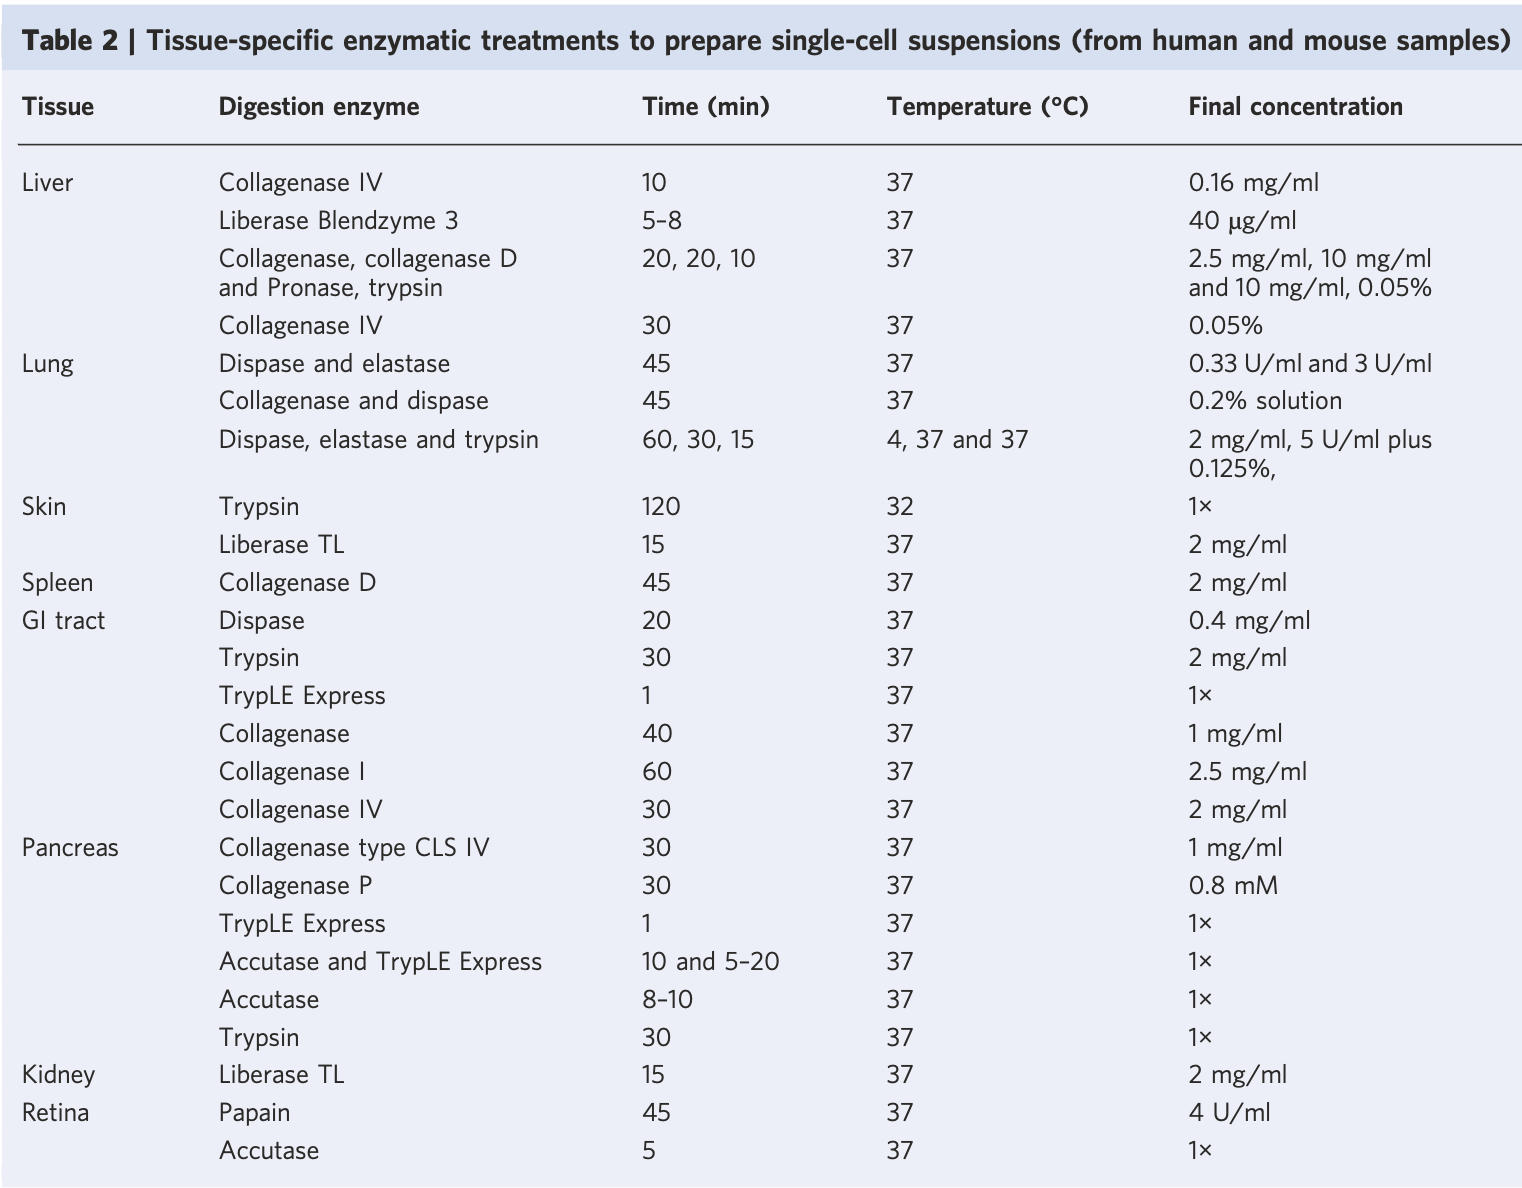 Table 2 | Tissue-specific enzymatic treatments to prepare single-cell suspensions (from human and mouse samples)
Tissue Digestion enzyme Time (min) Temperature (°C) Final concentration
Liver Collagenase IV 10 37 0.16 mg/ml
Liberase Blendzyme 3 5–8 37 40 μg/ml
Collagenase, collagenase D 20, 20, 10 37 2.5 mg/ml, 10 mg/ml
and Pronase, trypsin and 10 mg/ml, 0.05%
Collagenase IV 30 37 0.05%
Lung Dispase and elastase 45 37 0.33 U/ml and 3 U/ml
Collagenase and dispase 45 37 0.2% solution
Dispase, elastase and trypsin 60, 30, 15 4, 37 and 37 2 mg/ml, 5 U/ml plus
0.125%,
Skin Trypsin 120 32 1×
Liberase TL 15 37 2 mg/ml
Spleen Collagenase D 45 37 2 mg/ml
GI tract Dispase 20 37 0.4 mg/ml
Trypsin 30 37 2 mg/ml
TrypLE Express 1 37 1×
Collagenase 40 37 1 mg/ml
Collagenase I 60 37 2.5 mg/ml
Collagenase IV 30 37 2 mg/ml
Pancreas Collagenase type CLS IV 30 37 1 mg/ml
Collagenase P 30 37 0.8 mM
TrypLE Express 1 37 1×
Accutase and TrypLE Express 10 and 5–20 37 1×
Accutase 8–10 37 1×
Trypsin 30 37 1×
Kidney Liberase TL 15 37 2 mg/ml
Retina Papain 45 37 4 U/ml
Accutase 5 37 1×